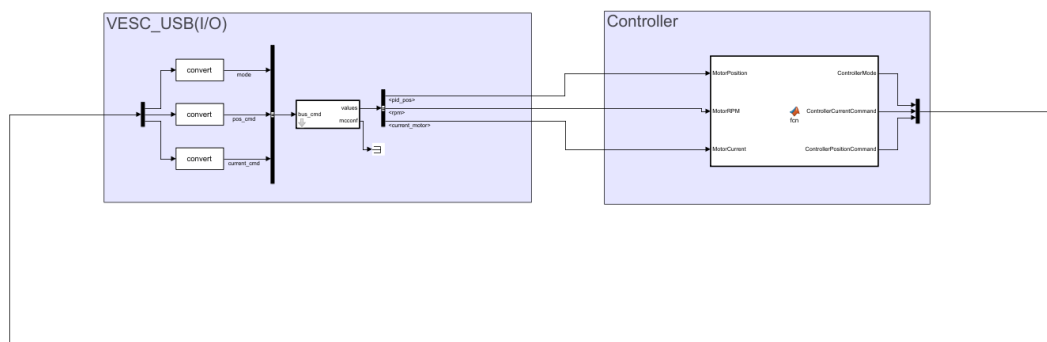 VESC_USB(I/O)
Controller
convert
mode
convert
pos_cmd
convert
current_cmd
bus_cmd
values
mcconf
<pid_pos>
<rpm>
<current_motor>
MotorPosition
MotorRPM
MotorCurrent
fcn
ControllerMode
ControllerCurrentCommand
ControllerPositionCommand